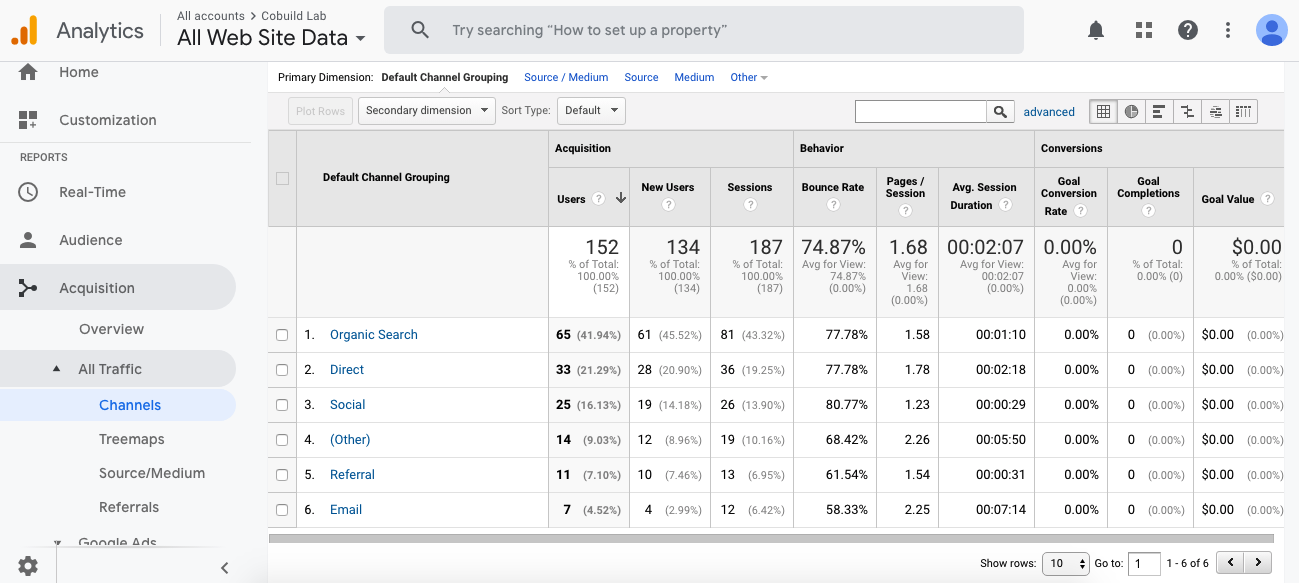 All accounts > Cobuild Lab
Analytics
All Web Site Data
Try searching “How to set up a property”
Home
Customization
REPORTS
Real-Time
Audience
Acquisition
Overview
All Traffic
Channels
Treemaps
Source/Medium
Referrals
Google Ads
Primary Dimension: Default Channel Grouping Source / Medium Source Medium Other
Plot Rows Secondary dimension Sort Type: Default advanced
Default Channel Grouping
Acquisition Behavior Conversions
Users ? New Users ? Sessions ? Bounce Rate ? Pages / Session ? Avg. Session Duration ? Goal Conversion Rate ? Goal Completions ? Goal Value ?
152 134 187 74.87% 1.68 00:02:07 0.00% 0 $0.00
% of Total: 100.00% (152) % of Total: 100.00% (134) % of Total: 100.00% (187) Avg for View: 74.87% (0.00%) Avg for View: 1.68 (0.00%) Avg for View: 00:02:07 (0.00%) Avg for View: 0.00% (0.00%) % of Total: 0.00% (0) % of Total: 0.00% ($0.00)
1. Organic Search 65 (41.94%) 61 (45.52%) 81 (43.32%) 77.78% 1.58 00:01:10 0.00% 0 (0.00%) $0.00 (0.00%)
2. Direct 33 (21.29%) 28 (20.90%) 36 (19.25%) 77.78% 1.78 00:02:18 0.00% 0 (0.00%) $0.00 (0.00%)
3. Social 25 (16.13%) 19 (14.18%) 26 (13.90%) 80.77% 1.23 00:00:29 0.00% 0 (0.00%) $0.00 (0.00%)
4. (Other) 14 (9.03%) 12 (8.96%) 19 (10.16%) 68.42% 2.26 00:05:50 0.00% 0 (0.00%) $0.00 (0.00%)
5. Referral 11 (7.10%) 10 (7.46%) 13 (6.95%) 61.54% 1.54 00:00:31 0.00% 0 (0.00%) $0.00 (0.00%)
6. Email 7 (4.52%) 4 (2.99%) 12 (6.42%) 58.33% 2.25 00:07:14 0.00% 0 (0.00%) $0.00 (0.00%)
Show rows: 10 Go to: 1 1 - 6 of 6